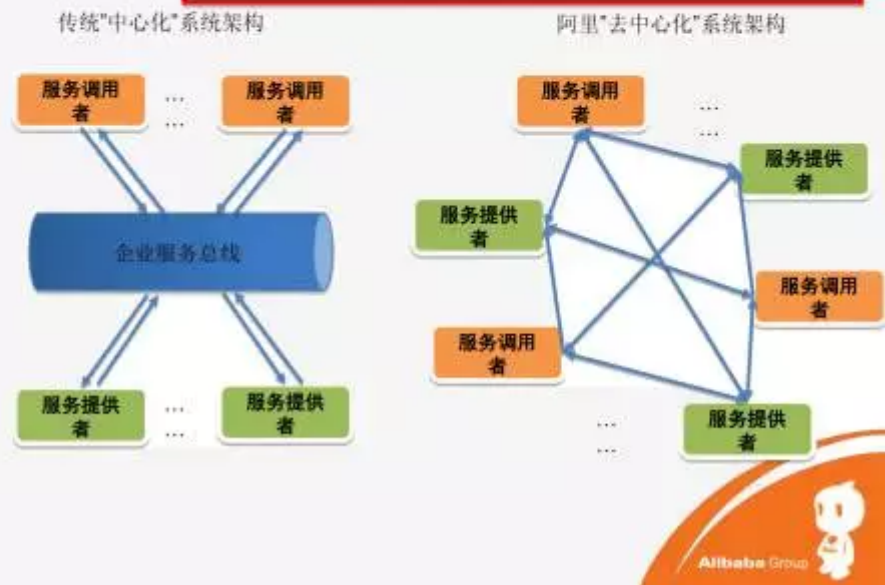 传统"中心化"系统架构
阿里"去中心化"系统架构
服务调用
者
...
...
服务调用
者
企业服务总线
服务提供
者
...
...
服务提供
者
服务调用
者
...
...
服务提供
者
服务提供
者
服务调用
者
服务调用
者
...
...
服务提供
者
Alibaba Group